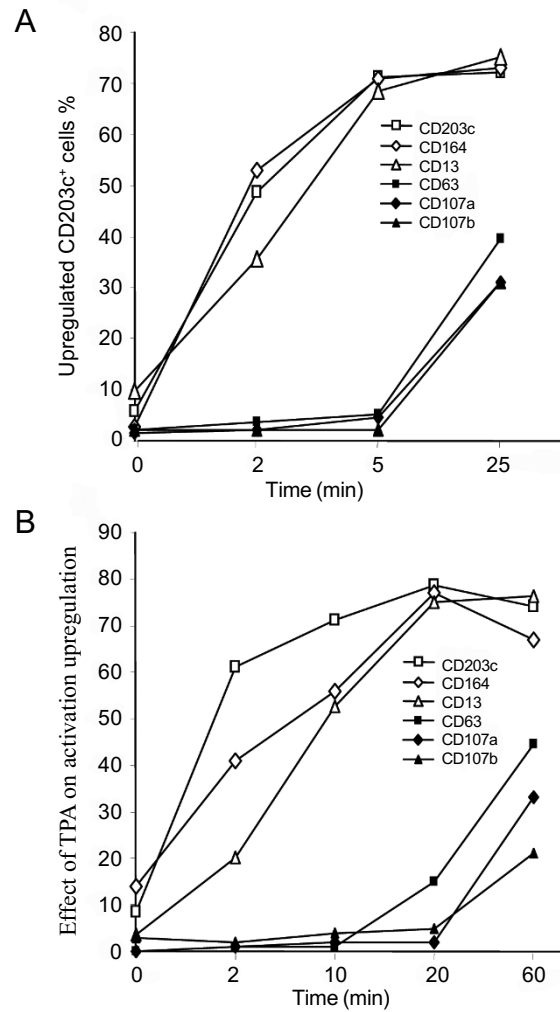 A
Upregulated CD203c⁺ cells %
80
70
60
50
40
30
20
10
0
CD203c
CD164
CD13
CD63
CD107a
CD107b
0 2 5 25
Time (min)
B
Effect of TPA on activation upregulation
90
80
70
60
50
40
30
20
10
0
CD203c
CD164
CD13
CD63
CD107a
CD107b
0 2 10 20 60
Time (min)